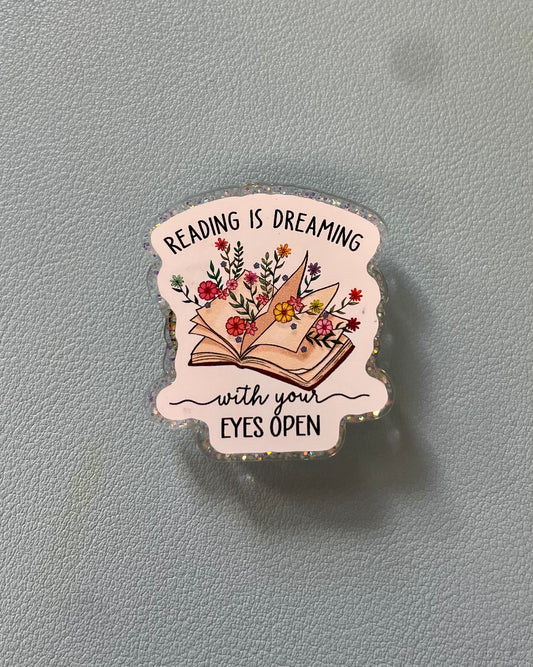 READING IS DREAMING
with your
EYES OPEN